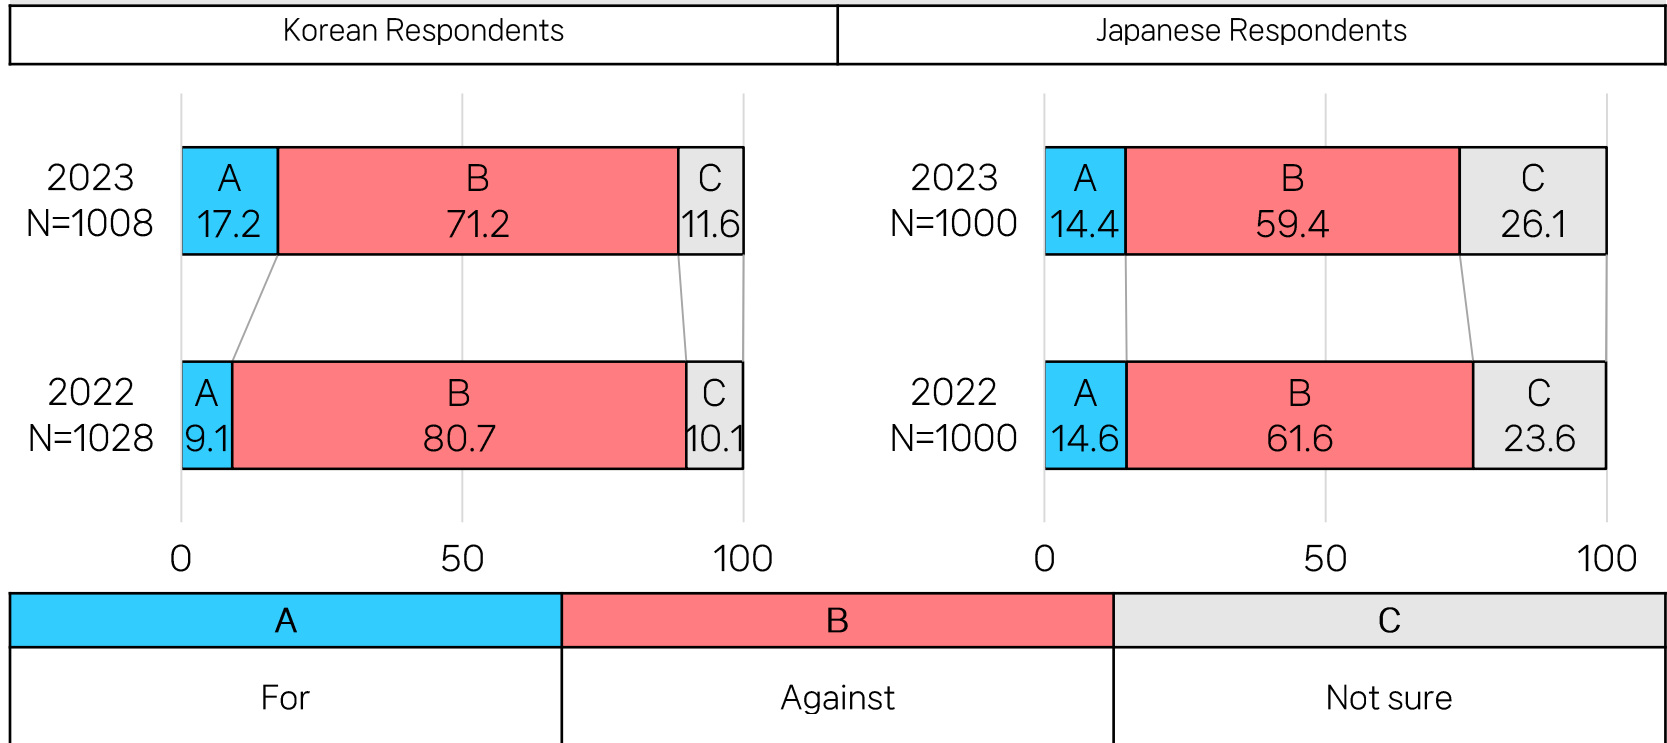 Korean Respondents
Japanese Respondents
2023
N=1008
A
17.2
B
71.2
C
11.6
2022
N=1028
A
9.1
B
80.7
C
10.1
0 50 100
2023
N=1000
A
14.4
B
59.4
C
26.1
2022
N=1000
A
14.6
B
61.6
C
23.6
0 50 100
A B C
For Against Not sure